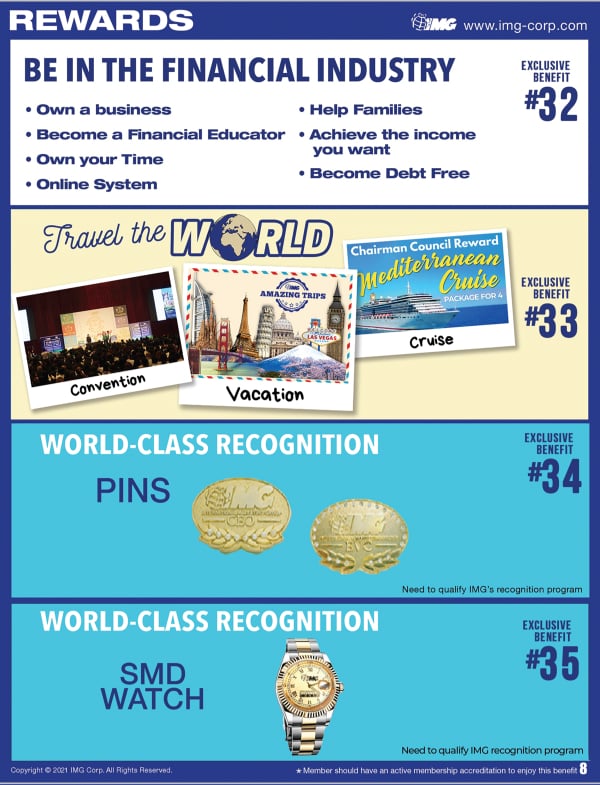 REWARDS
IMG www.img-corp.com
BE IN THE FINANCIAL INDUSTRY
EXCLUSIVE
BENEFIT
#32
• Own a business
• Become a Financial Educator
• Own your Time
• Online System
• Help Families
• Achieve the income
you want
• Become Debt Free
Travel the WORLD
EXCLUSIVE
BENEFIT
#33
Convention
IMG
AMAZING TRIPS
LAS VEGAS
Vacation
Chairman Council Reward
Mediterranean
Cruise
PACKAGE FOR 4
Cruise
WORLD-CLASS RECOGNITION
EXCLUSIVE
BENEFIT
#34
PINS
IMG
CEO
IMG
EVC
Need to qualify IMG's recognition program
WORLD-CLASS RECOGNITION
EXCLUSIVE
BENEFIT
#35
SMD
WATCH
IMG
Need to qualify IMG recognition program
Copyright © 2021 IMG Corp. All Rights Reserved.
★ Member should have an active membership accreditation to enjoy this benefit 8